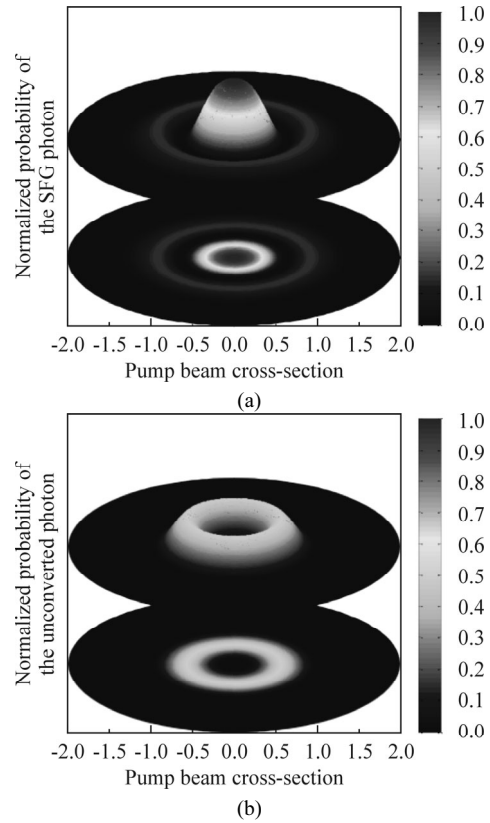 Normalized probability of
the SFG photon
1.0
0.9
0.8
0.7
0.6
0.5
0.4
0.3
0.2
0.1
0.0
-2.0 -1.5 -1.0 -0.5 0.0 0.5 1.0 1.5 2.0
Pump beam cross-section
(a)
Normalized probability of
the unconverted photon
1.0
0.9
0.8
0.7
0.6
0.5
0.4
0.3
0.2
0.1
0.0
-2.0 -1.5 -1.0 -0.5 0.0 0.5 1.0 1.5 2.0
Pump beam cross-section
(b)